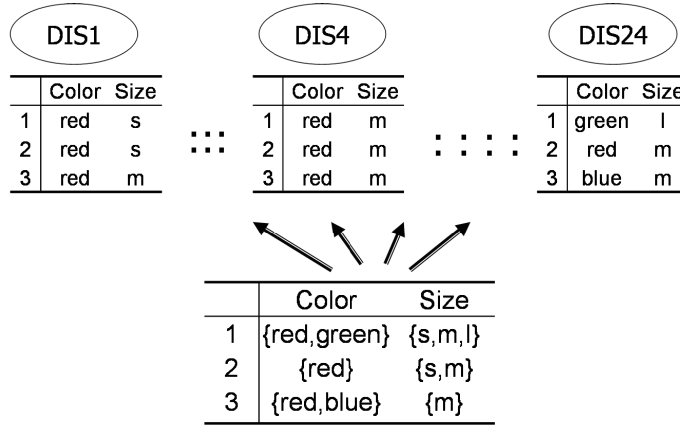 DIS1 DIS4 DIS24
Color Size Color Size Color Size
1 red s 1 red m 1 green l
2 red s 2 red m 2 red m
3 red m 3 red m 3 blue m
Color Size
1 {red,green} {s,m,l}
2 {red} {s,m}
3 {red,blue} {m}